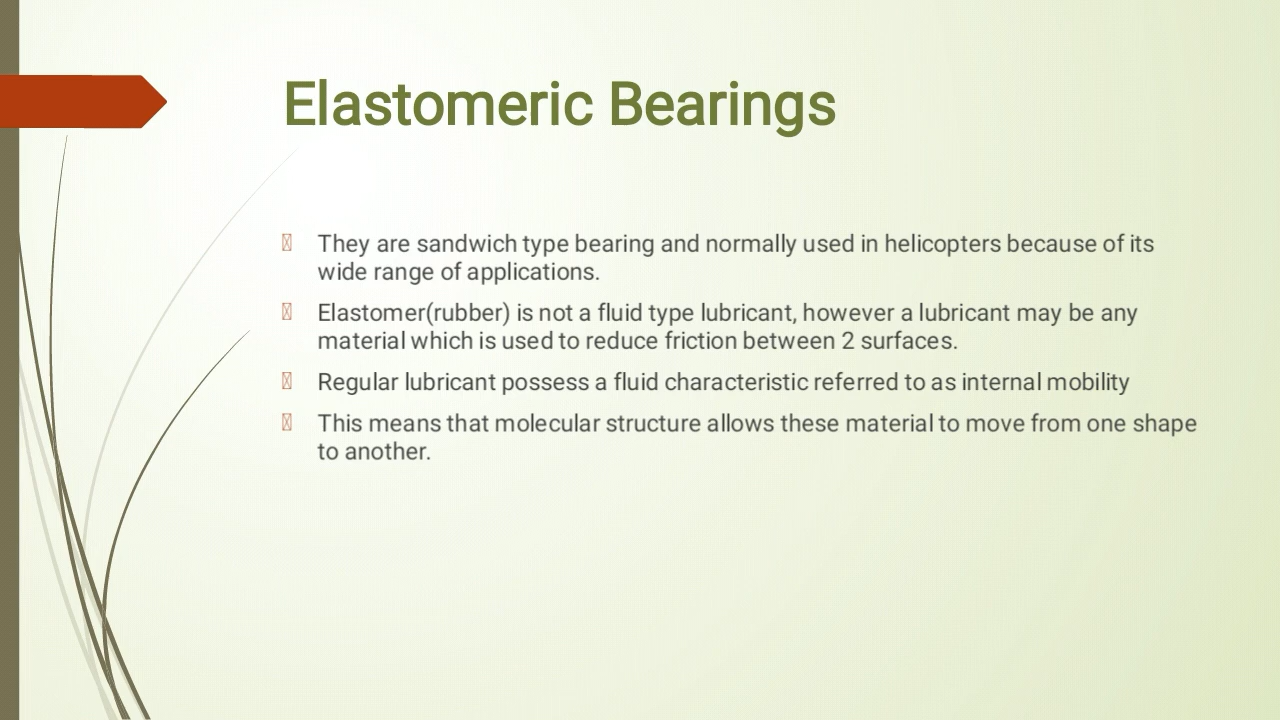 Elastomeric Bearings
They are sandwich type bearing and normally used in helicopters because of its
wide range of applications.
Elastomer(rubber) is not a fluid type lubricant, however a lubricant may be any
material which is used to reduce friction between 2 surfaces.
Regular lubricant possess a fluid characteristic referred to as internal mobility
This means that molecular structure allows these material to move from one shape
to another.